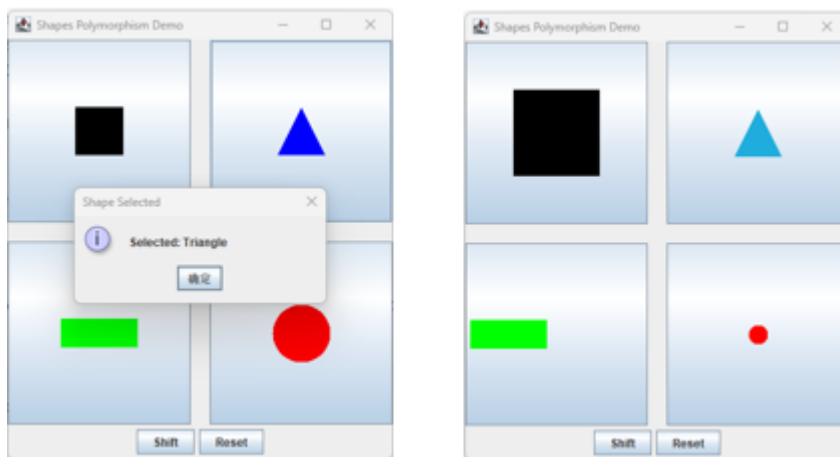 Shapes Polymorphism Demo
Shape Selected
Selected: Triangle
确定
Shift
Reset
Shapes Polymorphism Demo
Shift
Reset